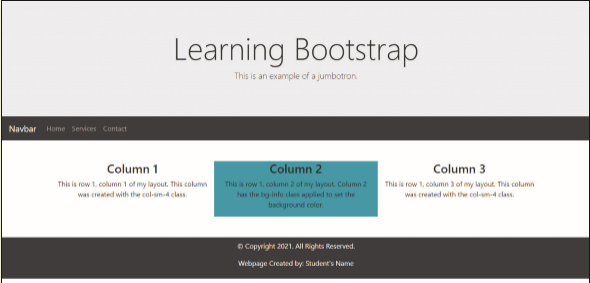 Learning Bootstrap
This is an example of a jumbotron.
Navbar Home Services Contact
Column 1
This is row 1, column 1 of my layout. This column
was created with the col-sm-4 class.
Column 2
This is row 1, column 2 of my layout. Column 2
has the bg-info class applied to set the
background color.
Column 3
This is row 1, column 3 of my layout. This column
was created with the col-sm-4 class.
© Copyright 2021. All Rights Reserved.
Webpage Created by: Student's Name